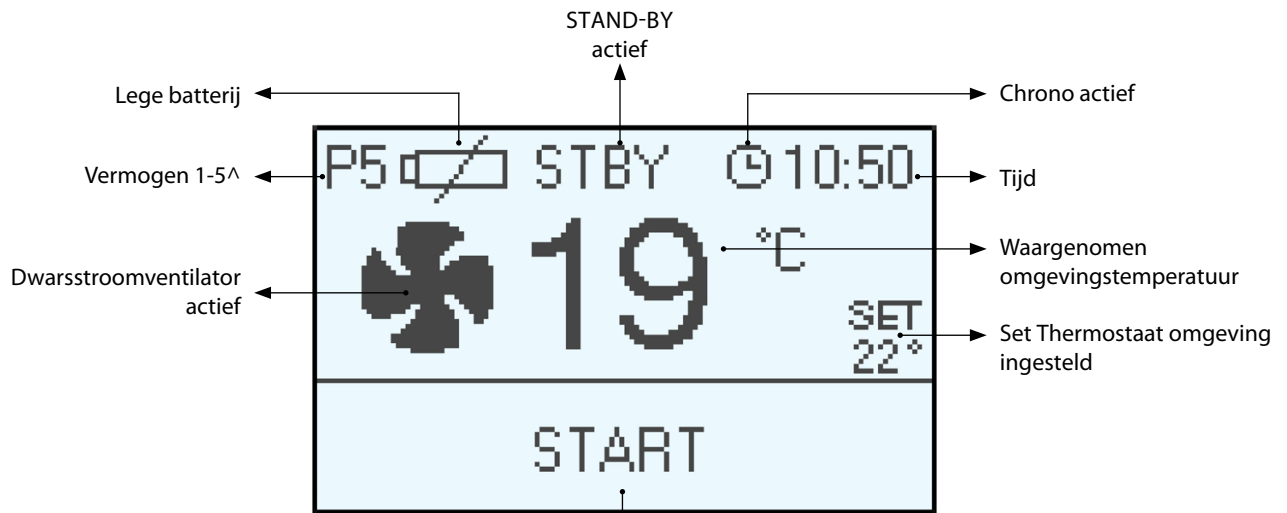 STAND-BY
actief
Lege batterij
Chrono actief
P5 STBY 10:50
Vermogen 1-5^
Tijd
19 °C
Waargenomen
omgevingstemperatuur
Dwarsstroomventilator
actief
SET
22°
Set Thermostaat omgeving
ingesteld
START